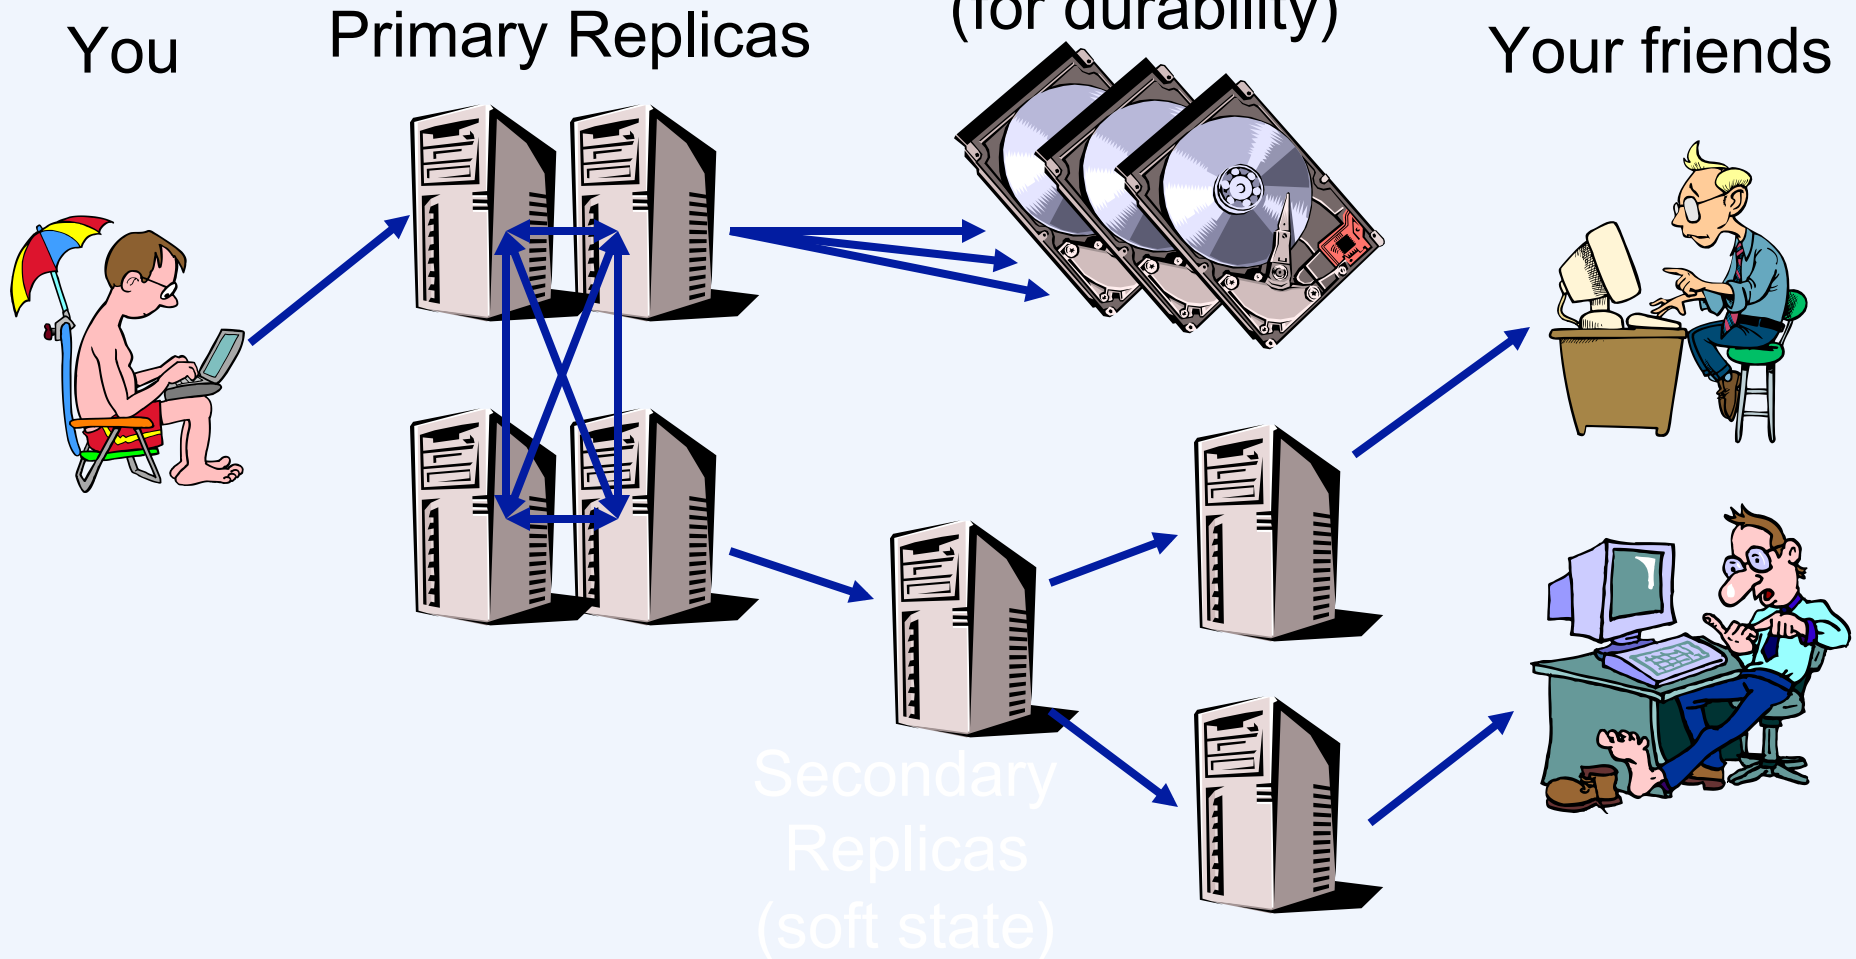 You
Primary Replicas
(for durability)
Your friends
Secondary
Replicas
(soft state)